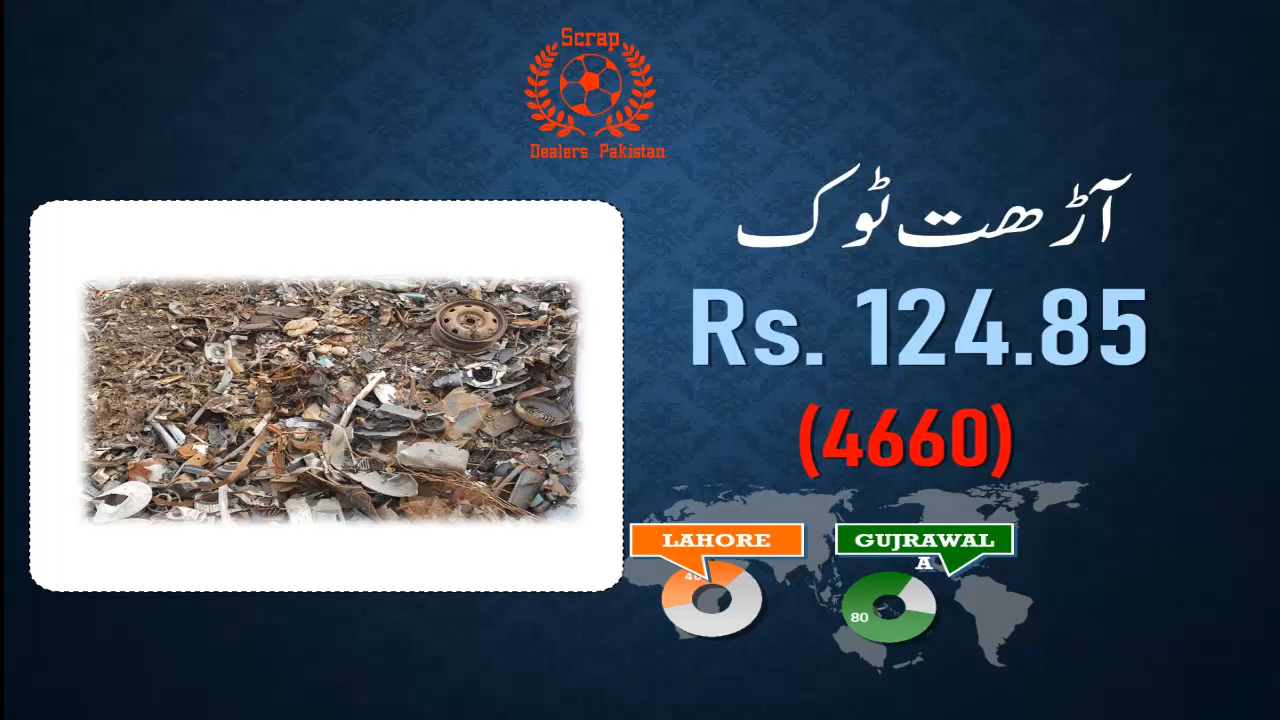 Scrap
Dealers Pakistan
آڑھت ٹوک
Rs. 124.85
(4660)
LAHORE
GUJRAWAL
A
80